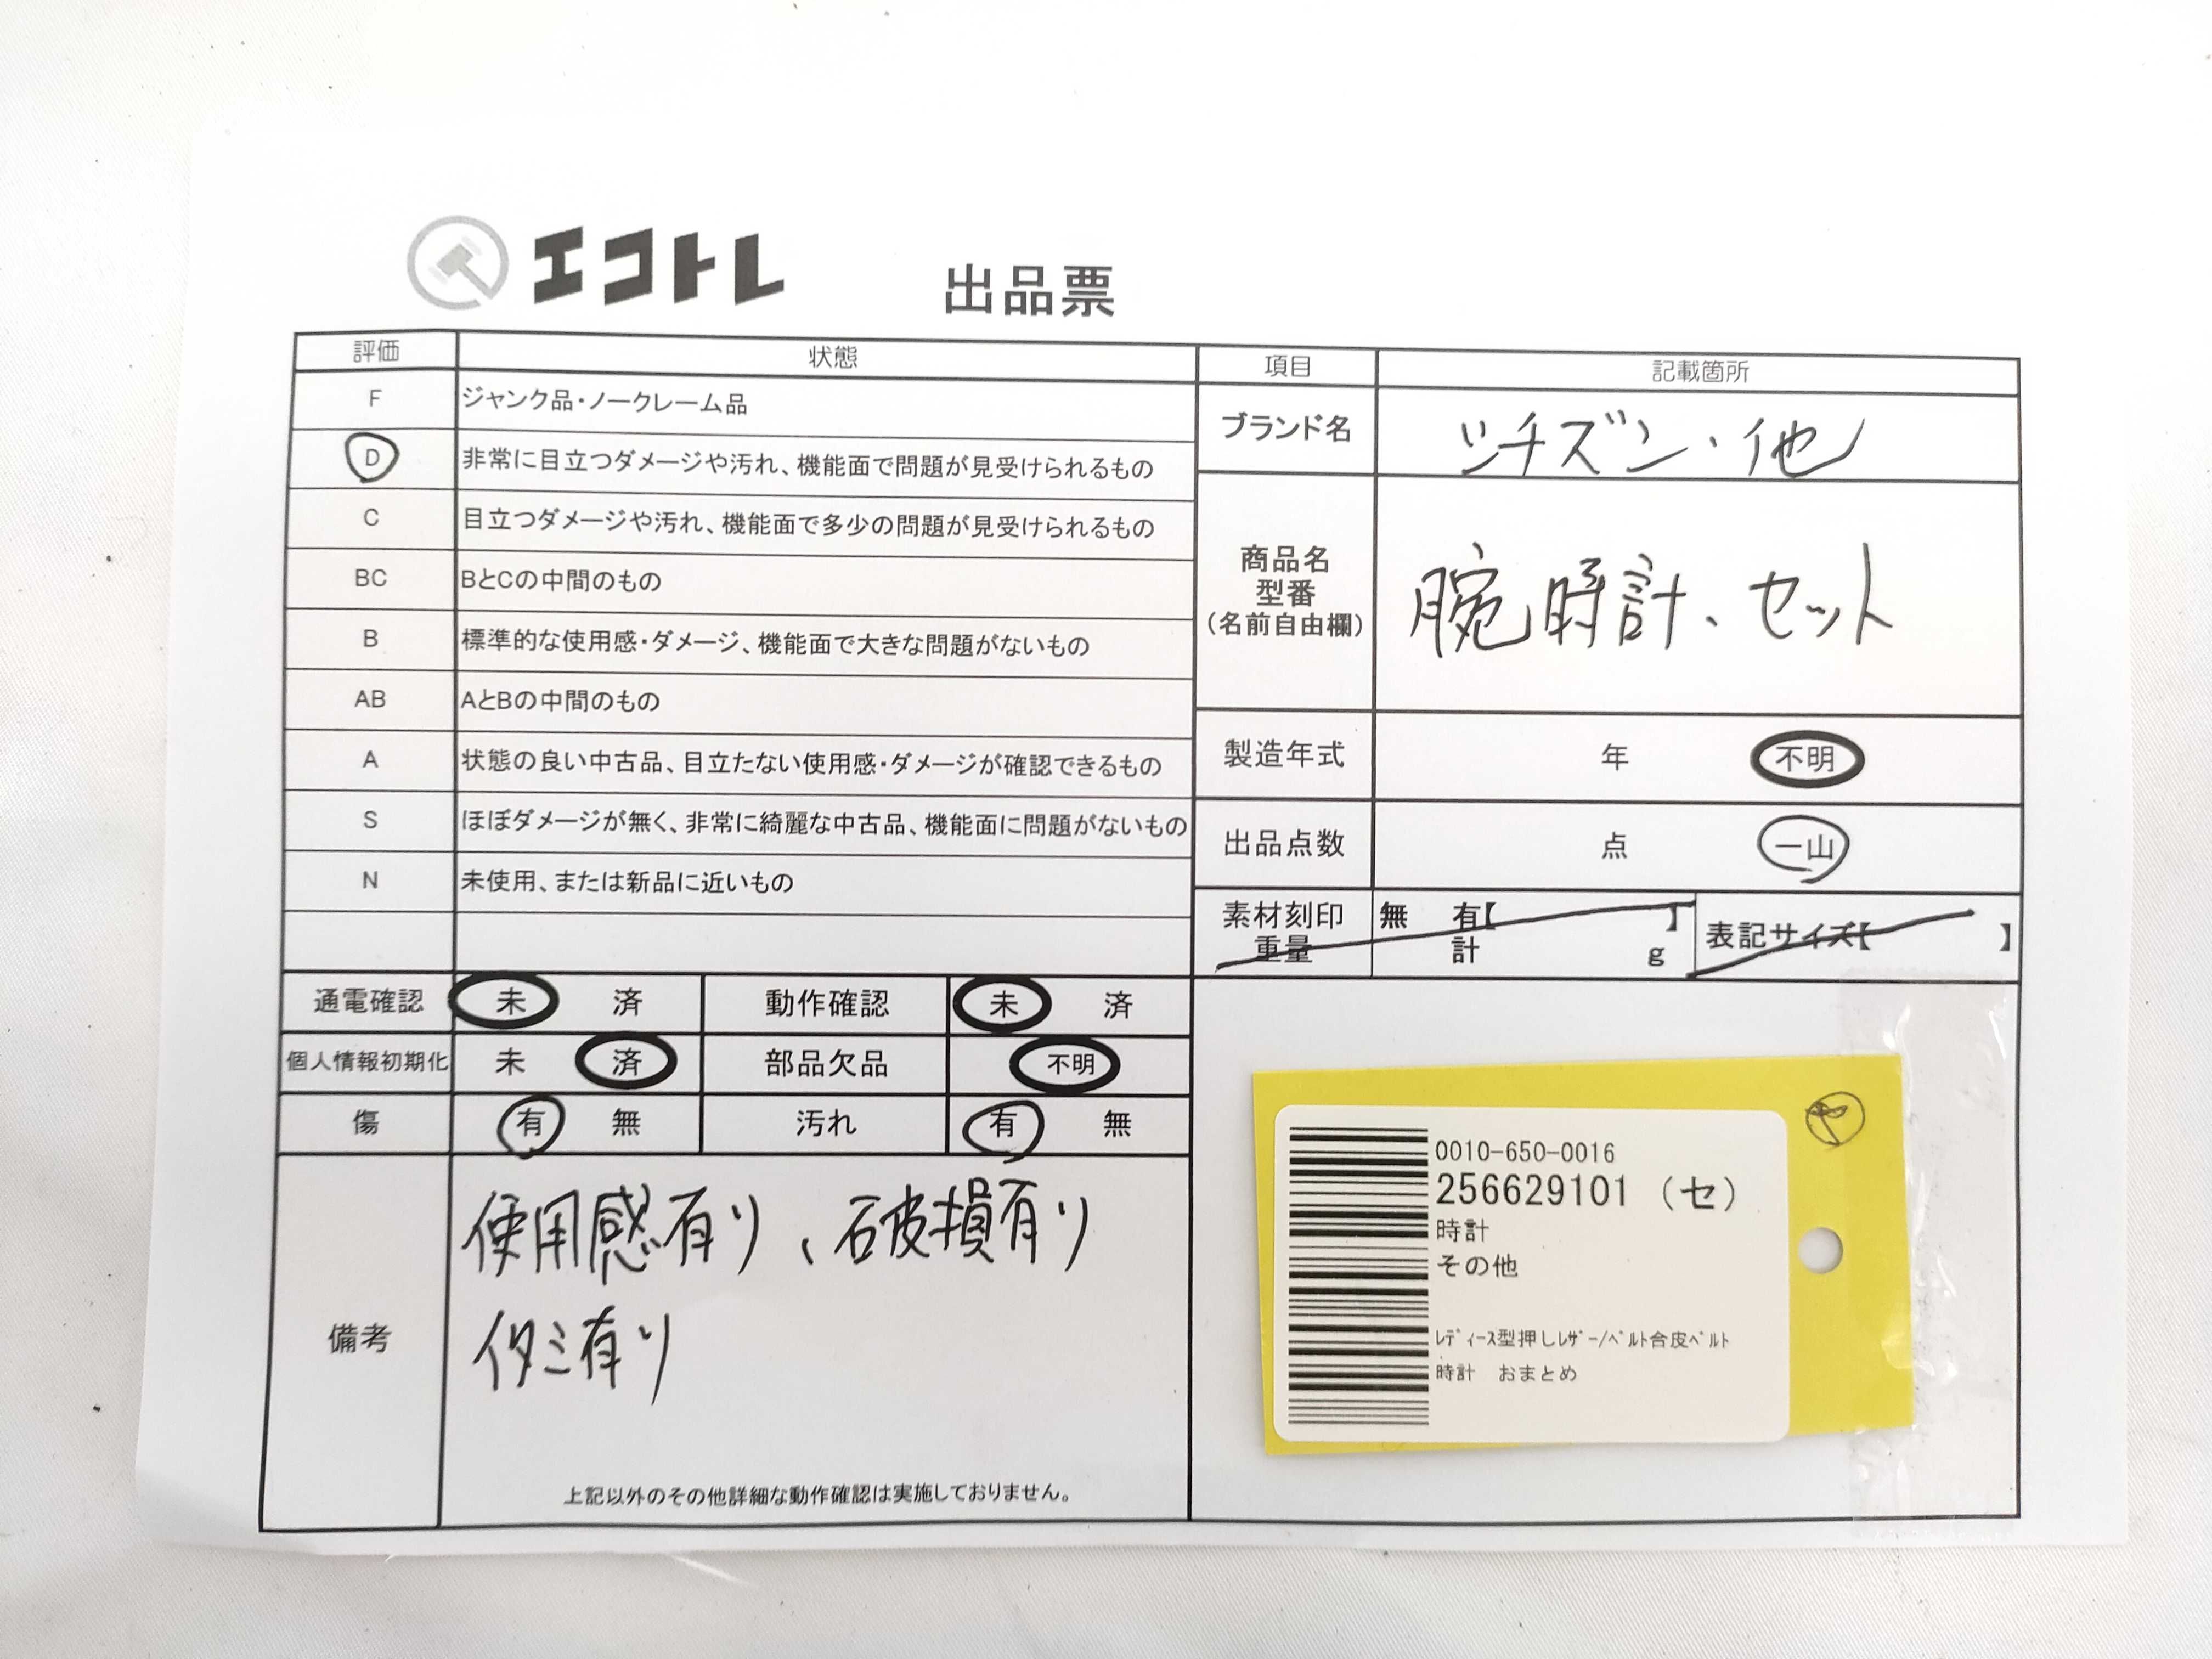 エコトレ
出品票
評価 状態
F ジャンク品・ノークレーム品
D 非常に目立つダメージや汚れ、機能面で問題が見受けられるもの
C 目立つダメージや汚れ、機能面で多少の問題が見受けられるもの
BC BとCの中間のもの
B 標準的な使用感・ダメージ、機能面で大きな問題がないもの
AB AとBの中間のもの
A 状態の良い中古品、目立たない使用感・ダメージが確認できるもの
S ほぼダメージが無く、非常に綺麗な中古品、機能面に問題がないもの
N 未使用、または新品に近いもの
項目 記載箇所
ブランド名 シチズン・他
商品名
型番
（名前自由欄）
腕時計、セット
製造年式 年 不明
出品点数 点 一山
素材刻印 無 有【 】
重量 計 g
表記サイズ【 】
通電確認 未 済 動作確認 未 済
個人情報初期化 未 済 部品欠品 不明
傷 有 無 汚れ 有 無
備考
使用感有り、破損有り
イタミ有り
上記以外のその他詳細な動作確認は実施しておりません。
0010-650-0016
256629101 (セ)
時計
その他
ﾚﾃﾞｨｰｽ型押しﾚｻﾞｰ/ﾍﾞﾙﾄ合皮ﾍﾞﾙﾄ
時計 おまとめ